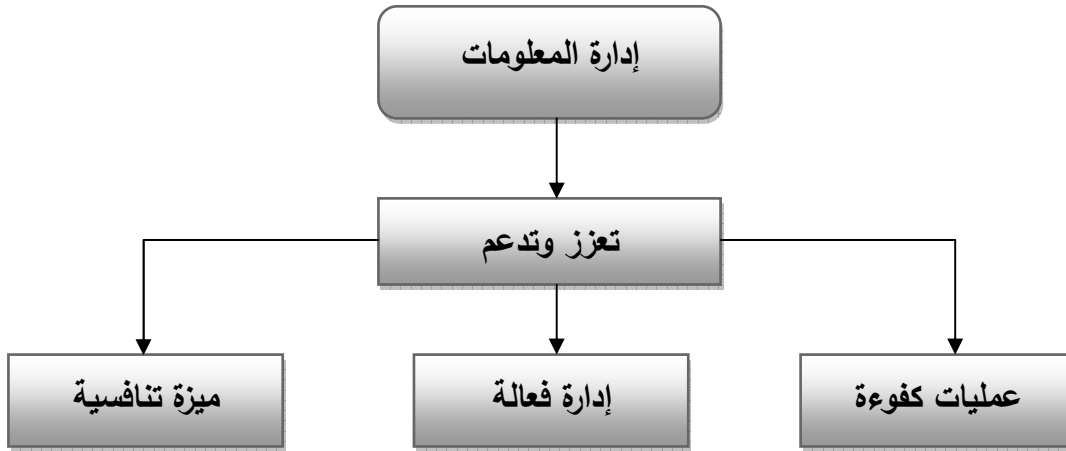 إدارة المعلومات
تعزز وتدعم
عمليات كفوءة
إدارة فعالة
ميزة تنافسية